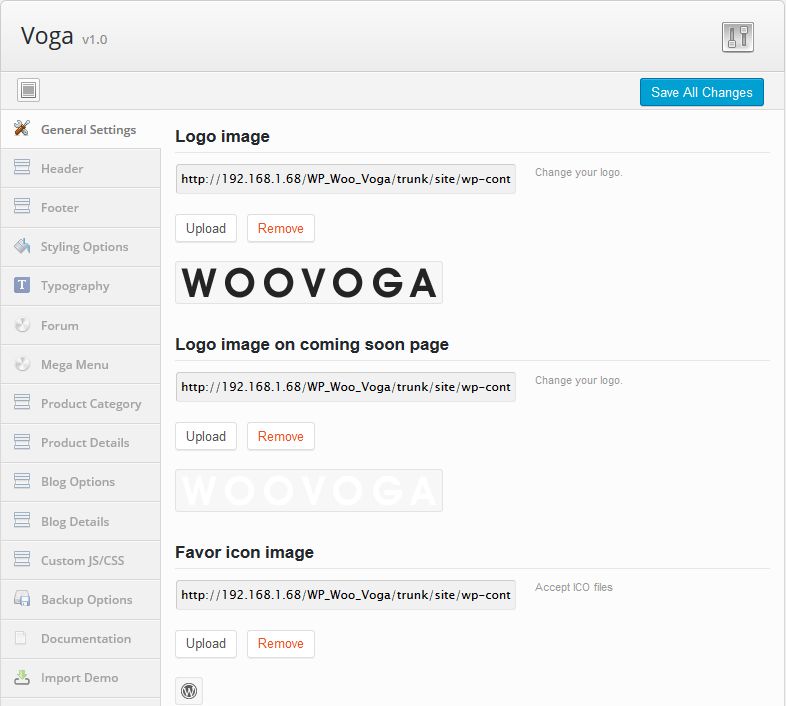 Voga v1.0
Save All Changes
General Settings
Header
Footer
Styling Options
Typography
Forum
Mega Menu
Product Category
Product Details
Blog Options
Blog Details
Custom JS/CSS
Backup Options
Documentation
Import Demo
Logo image
http://192.168.1.68/WP_Woo_Voga/trunk/site/wp-cont
Change your logo.
Upload Remove
WOOVOGA
Logo image on coming soon page
http://192.168.1.68/WP_Woo_Voga/trunk/site/wp-cont
Change your logo.
Upload Remove
WOOVOGA
Favor icon image
http://192.168.1.68/WP_Woo_Voga/trunk/site/wp-cont
Accept ICO files
Upload Remove